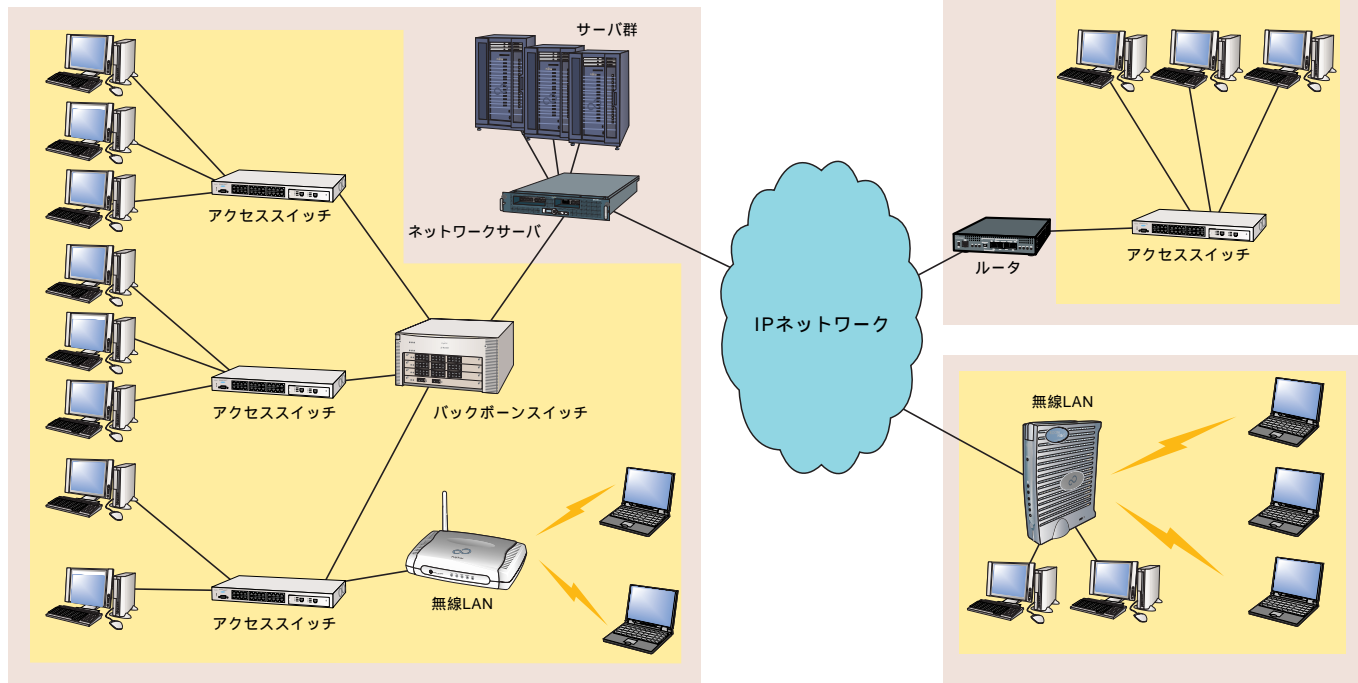 サーバ群
アクセススイッチ
ネットワークサーバ
アクセススイッチ
バックボーンスイッチ
アクセススイッチ
無線LAN
IPネットワーク
ルータ
アクセススイッチ
無線LAN